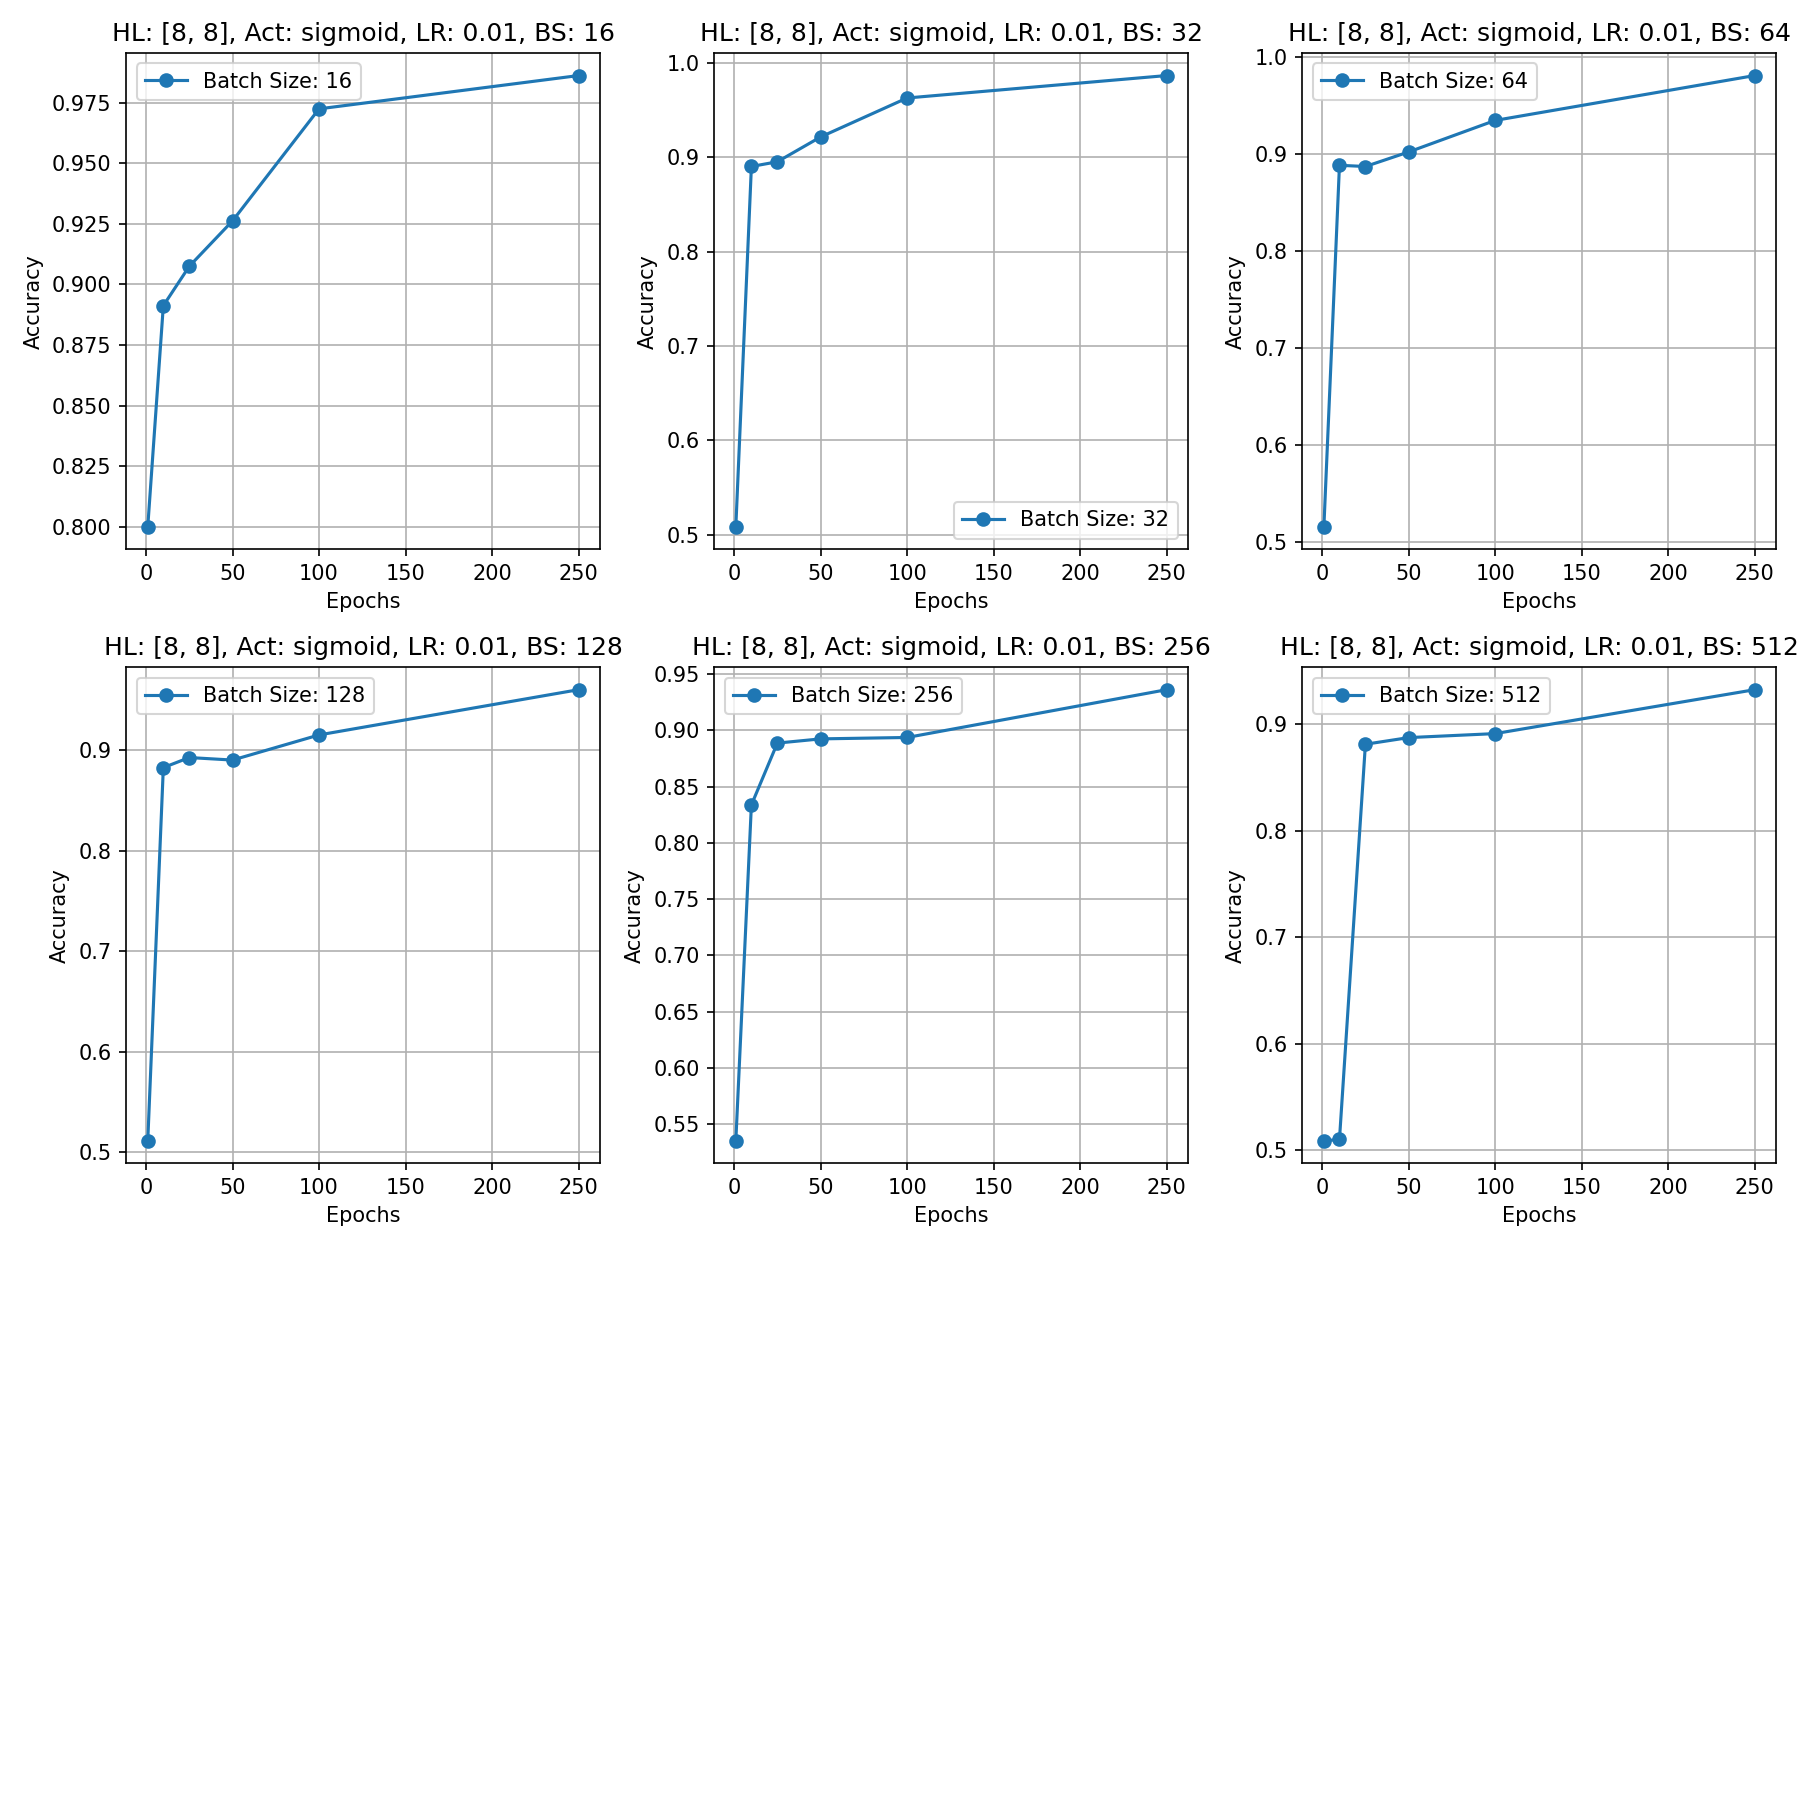 HL: [8, 8], Act: sigmoid, LR: 0.01, BS: 16
Batch Size: 16
Accuracy
0.975
0.950
0.925
0.900
0.875
0.850
0.825
0.800
0 50 100 150 200 250
Epochs
HL: [8, 8], Act: sigmoid, LR: 0.01, BS: 32
Accuracy
1.0
0.9
0.8
0.7
0.6
0.5
Batch Size: 32
0 50 100 150 200 250
Epochs
HL: [8, 8], Act: sigmoid, LR: 0.01, BS: 64
Batch Size: 64
Accuracy
1.0
0.9
0.8
0.7
0.6
0.5
0 50 100 150 200 250
Epochs
HL: [8, 8], Act: sigmoid, LR: 0.01, BS: 128
Batch Size: 128
Accuracy
0.9
0.8
0.7
0.6
0.5
0 50 100 150 200 250
Epochs
HL: [8, 8], Act: sigmoid, LR: 0.01, BS: 256
Batch Size: 256
Accuracy
0.95
0.90
0.85
0.80
0.75
0.70
0.65
0.60
0.55
0 50 100 150 200 250
Epochs
HL: [8, 8], Act: sigmoid, LR: 0.01, BS: 512
Batch Size: 512
Accuracy
0.9
0.8
0.7
0.6
0.5
0 50 100 150 200 250
Epochs